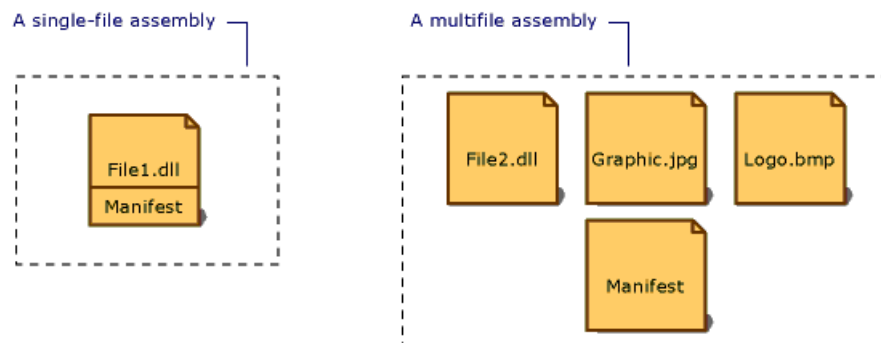 A single-file assembly
A multifile assembly
File1.dll
Manifest
File2.dll
Graphic.jpg
Logo.bmp
Manifest